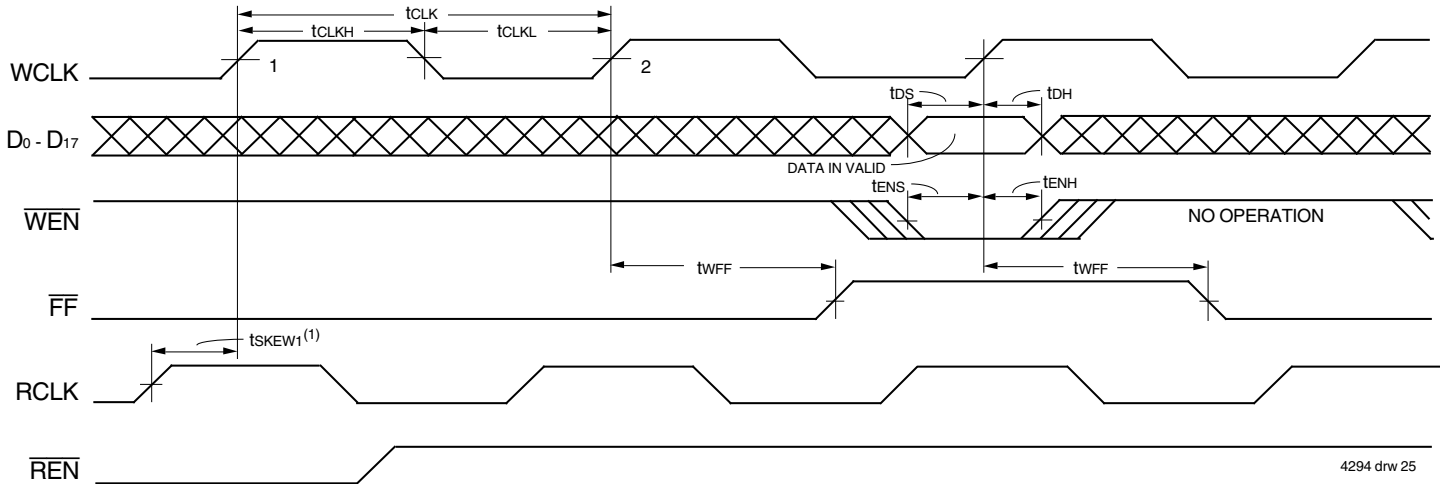 tCLK
tCLKH
tCLKL
WCLK
1
2
tDS
tDH
D0 - D17
DATA IN VALID
tENS
tENH
WEN
NO OPERATION
tWFF
tWFF
FF
tSKEW1(1)
RCLK
REN
4294 drw 25